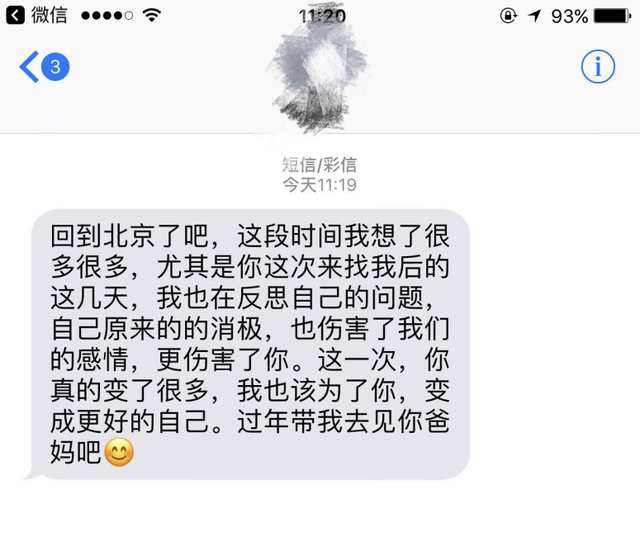 微信 11:20 93%
3
短信/彩信
今天11:19
回到北京了吧，这段时间我想了很
多很多，尤其是你这次来找我后的
这几天，我也在反思自己的问题，
自己原来的的消极，也伤害了我们
的感情，更伤害了你。这一次，你
真的变了很多，我也该为了你，变
成更好的自己。过年带我去见你爸
妈吧😊